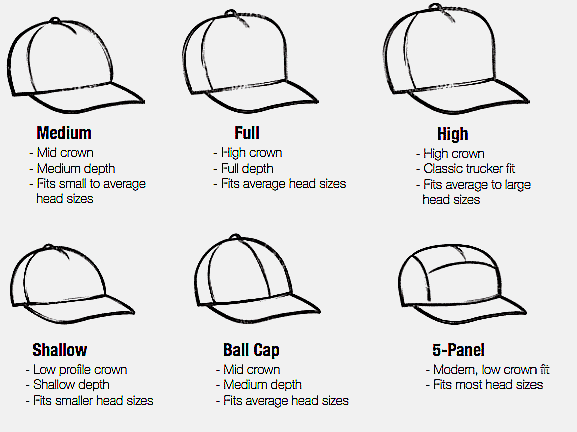 Medium
- Mid crown
- Medium depth
- Fits small to average
head sizes
Full
- High crown
- Full depth
- Fits average head sizes
High
- High crown
- Classic trucker fit
- Fits average to large
head sizes
Shallow
- Low profile crown
- Shallow depth
- Fits smaller head sizes
Ball Cap
- Mid crown
- Medium depth
- Fits average head sizes
5-Panel
- Modern, low crown fit
- Fits most head sizes